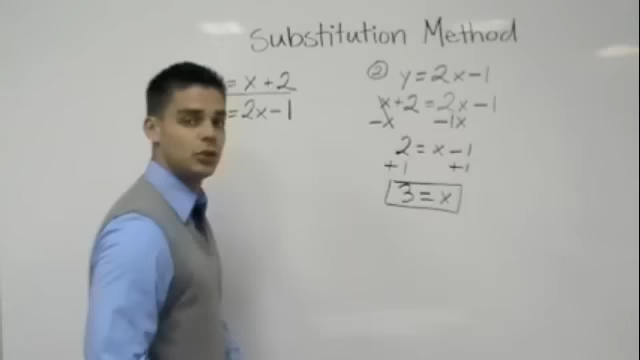 Substitution Method
= x + 2
= 2x - 1
② y = 2x - 1
x + 2 = 2x - 1
-x -1x
2 = x - 1
+1 +1
3 = x